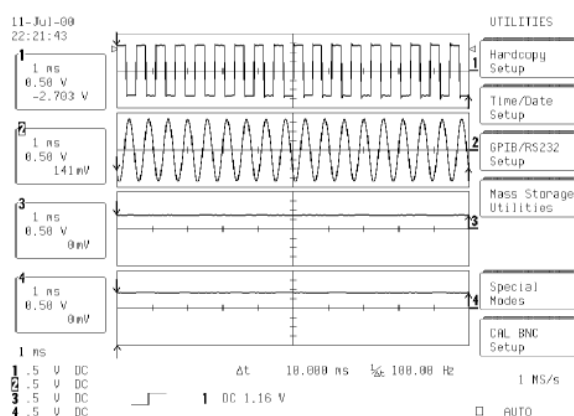 11-Jul-00
22:21:43
UTILITIES
1
1 ms
0.50 V
-2.703 V
1
Hardcopy
Setup
Time/Date
Setup
2
1 ms
0.50 V
141mV
2
GPIB/RS232
Setup
Mass Storage
Utilities
3
1 ms
0.50 V
0mV
3
4
1 ms
0.50 V
0mV
4
Special
Modes
CAL BNC
Setup
1 ms
1 .5 V DC
2 .5 V DC
3 .5 V DC
4 .5 V DC
Δt 10.000 ms 1/Δt 100.00 Hz
1 DC 1.16 V
1 MS/s
AUTO